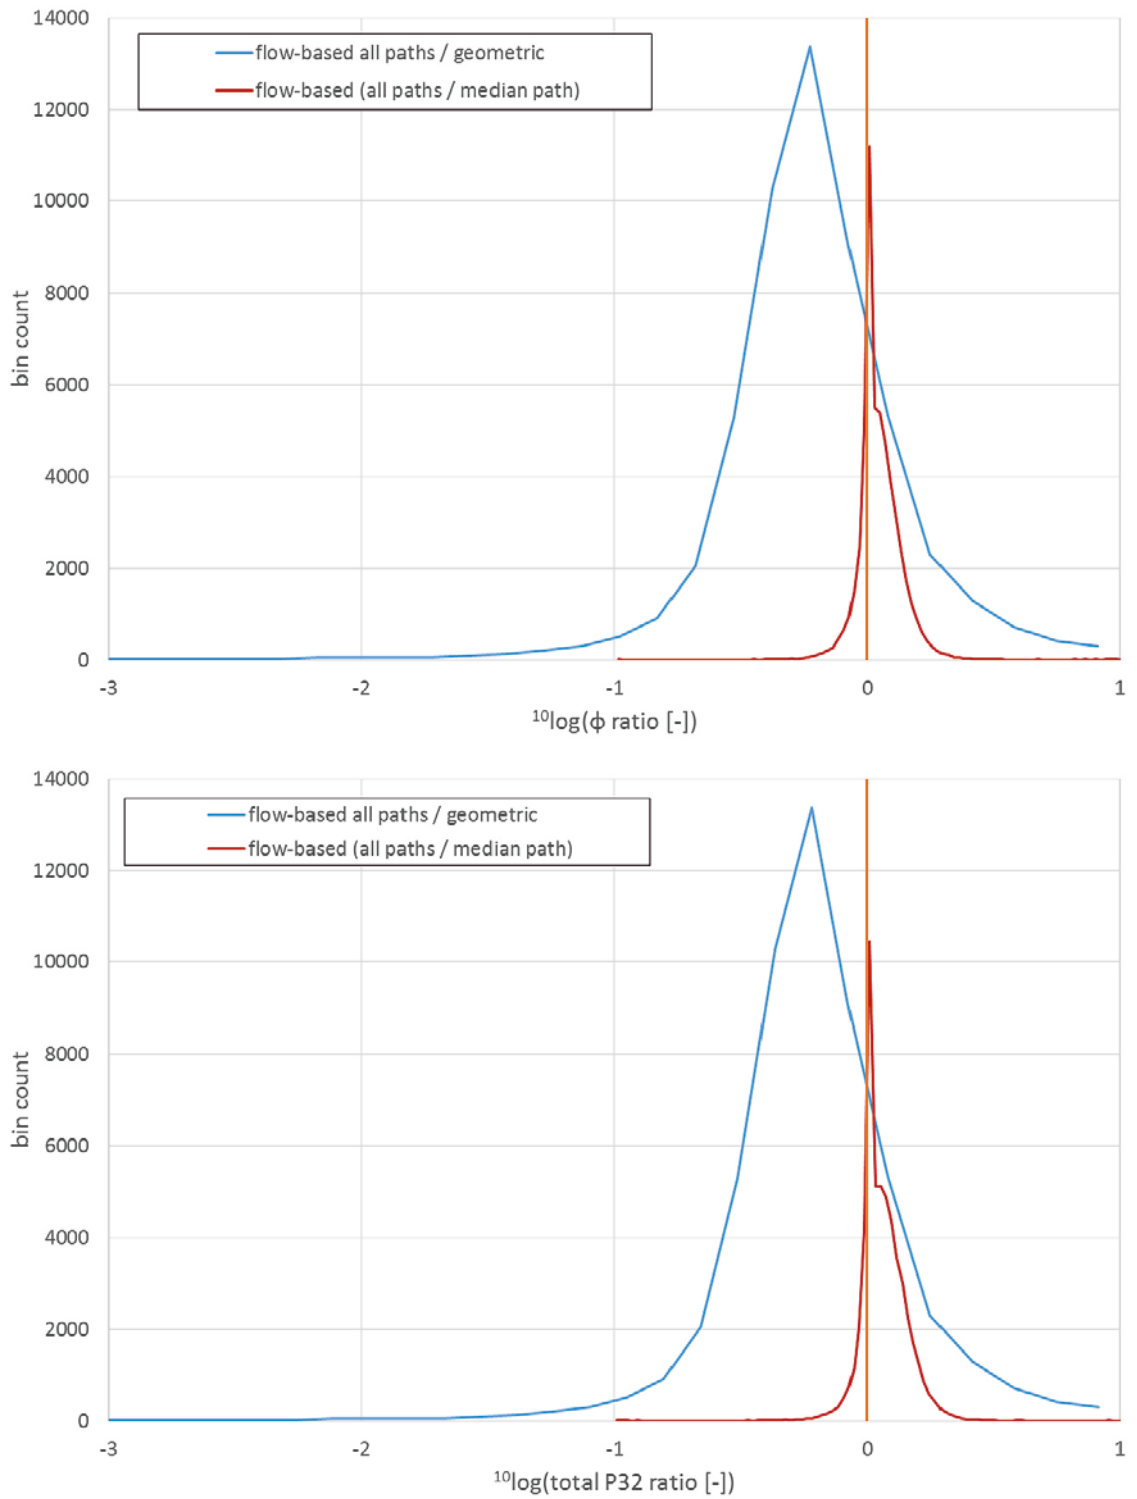 14000
flow-based all paths / geometric
flow-based (all paths / median path)
12000
10000
8000
6000
4000
2000
0
bin count
-3 -2 -1 0 1
¹⁰log(ϕ ratio [-])
14000
flow-based all paths / geometric
flow-based (all paths / median path)
12000
10000
8000
6000
4000
2000
0
bin count
-3 -2 -1 0 1
¹⁰log(total P32 ratio [-])